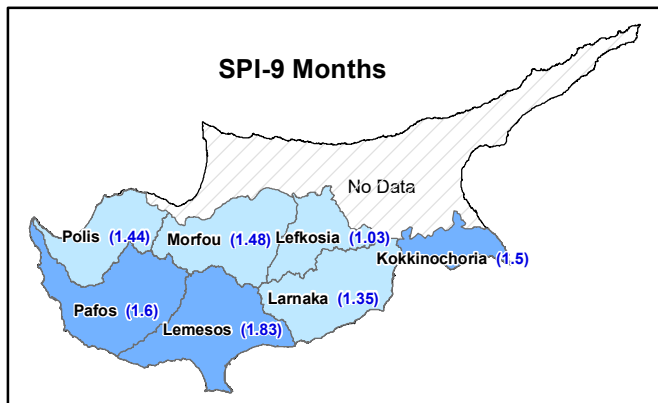 SPI-9 Months
No Data
Polis (1.44)
Morfou (1.48)
Lefkosia (1.03)
Kokkinochoria (1.5)
Pafos (1.6)
Lemesos (1.83)
Larnaka (1.35)